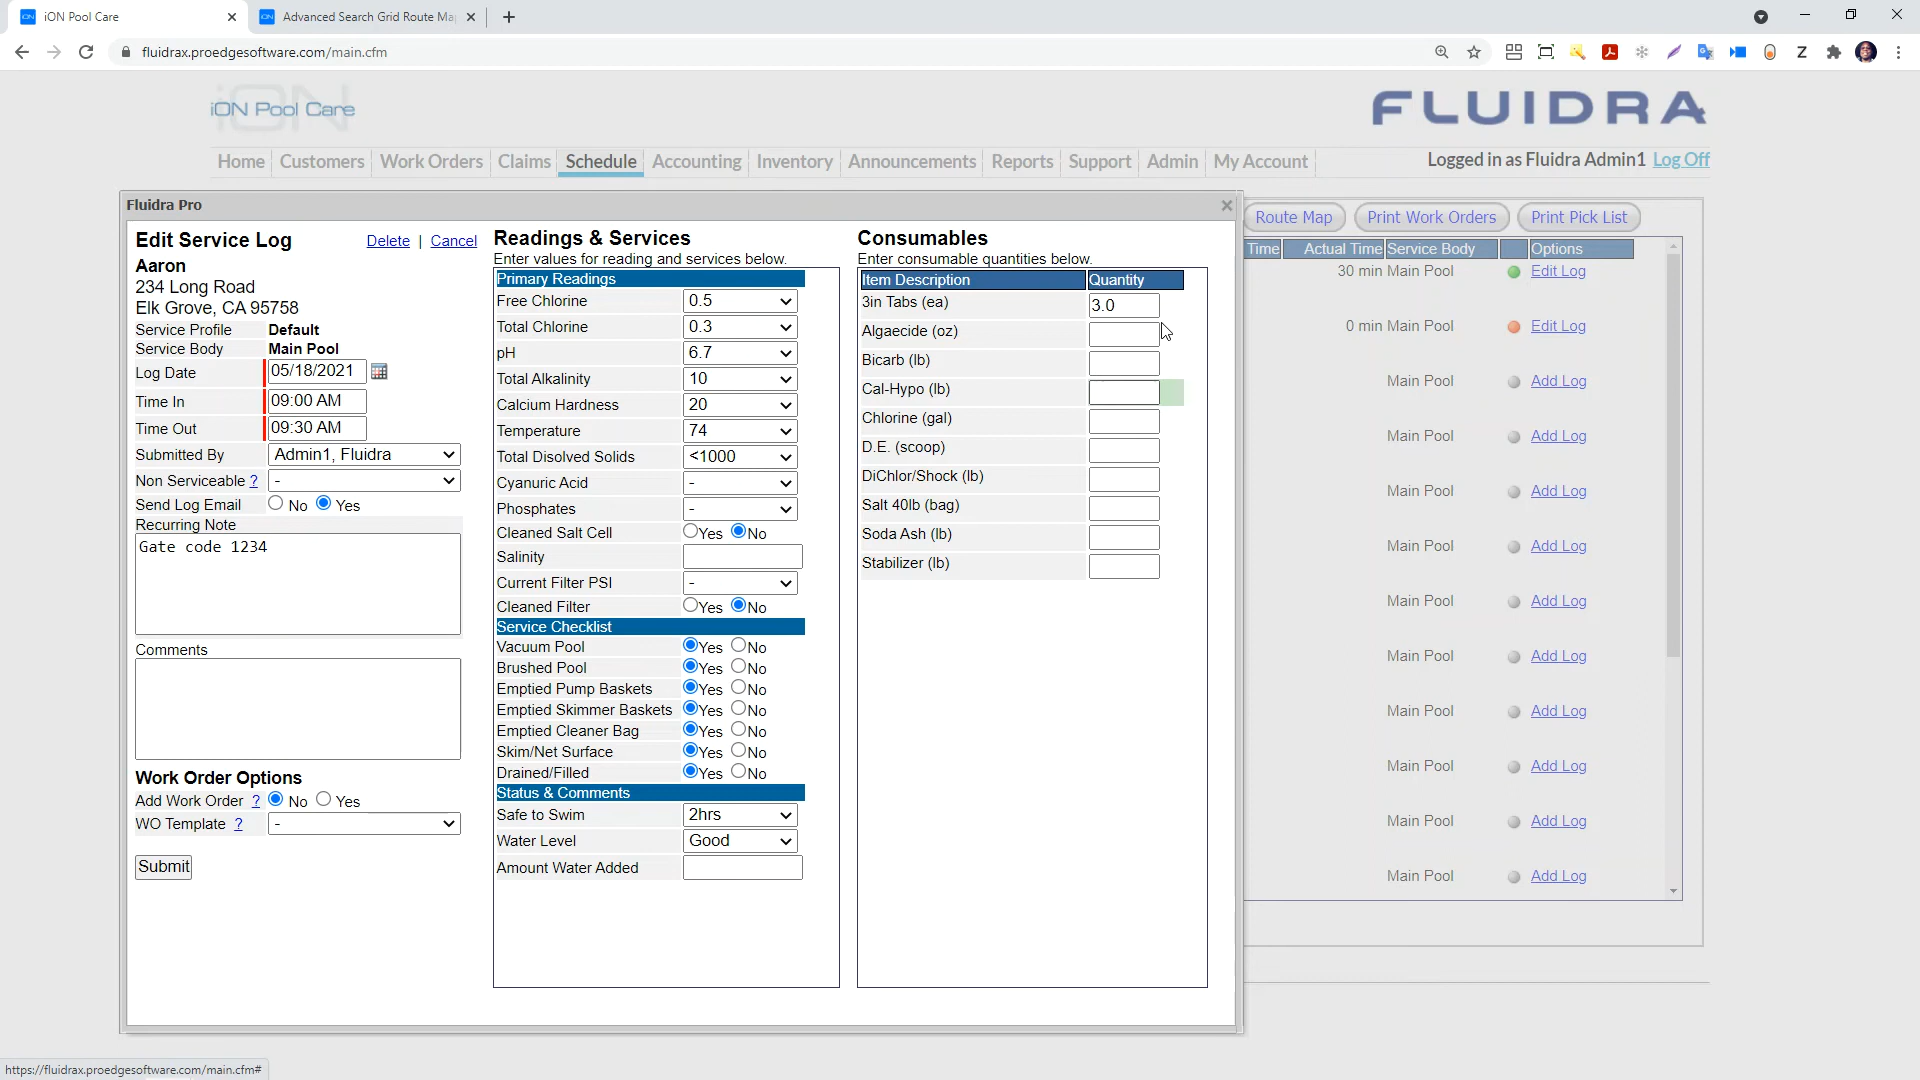 iON Pool Care
Advanced Search Grid Route Ma
fluidrax.proedgesoftware.com/main.cfm
iON Pool Care
FLUIDRA
Home Customers Work Orders Claims Schedule Accounting Inventory Announcements Reports Support Admin My Account
Logged in as Fluidra Admin1 Log Off
Fluidra Pro
Edit Service Log
Delete | Cancel
Aaron
234 Long Road
Elk Grove, CA 95758
Service Profile Default
Service Body Main Pool
Log Date 05/18/2021
Time In 09:00 AM
Time Out 09:30 AM
Submitted By Admin1, Fluidra
Non Serviceable ? -
Send Log Email No Yes
Recurring Note
Gate code 1234
Comments
Work Order Options
Add Work Order ? No Yes
WO Template ? -
Submit
Readings & Services
Enter values for reading and services below.
Primary Readings
Free Chlorine 0.5
Total Chlorine 0.3
pH 6.7
Total Alkalinity 10
Calcium Hardness 20
Temperature 74
Total Disolved Solids <1000
Cyanuric Acid -
Phosphates -
Cleaned Salt Cell Yes No
Salinity
Current Filter PSI -
Cleaned Filter Yes No
Service Checklist
Vacuum Pool Yes No
Brushed Pool Yes No
Emptied Pump Baskets Yes No
Emptied Skimmer Baskets Yes No
Emptied Cleaner Bag Yes No
Skim/Net Surface Yes No
Drained/Filled Yes No
Status & Comments
Safe to Swim 2hrs
Water Level Good
Amount Water Added
Consumables
Enter consumable quantities below.
Item Description Quantity
3in Tabs (ea) 3.0
Algaecide (oz)
Bicarb (lb)
Cal-Hypo (lb)
Chlorine (gal)
D.E. (scoop)
DiChlor/Shock (lb)
Salt 40lb (bag)
Soda Ash (lb)
Stabilizer (lb)
Route Map Print Work Orders Print Pick List
Time Actual Time Service Body Options
30 min Main Pool Edit Log
0 min Main Pool Edit Log
Main Pool Add Log
Main Pool Add Log
Main Pool Add Log
Main Pool Add Log
Main Pool Add Log
Main Pool Add Log
Main Pool Add Log
Main Pool Add Log
Main Pool Add Log
Main Pool Add Log
https://fluidrax.proedgesoftware.com/main.cfm#